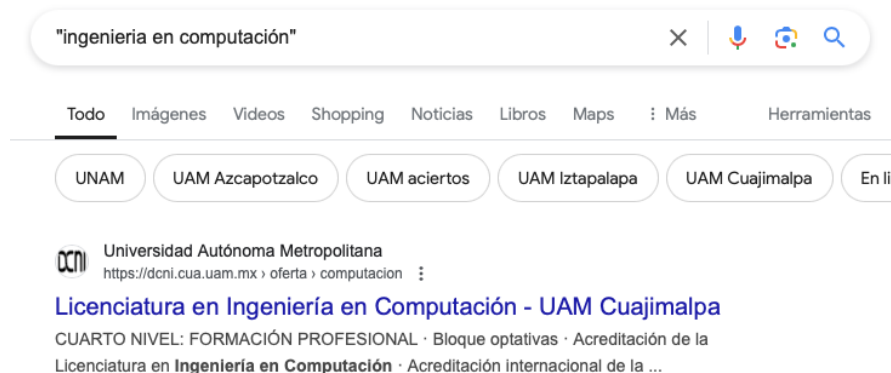 "ingenieria en computación"
Todo Imágenes Videos Shopping Noticias Libros Maps Más Herramientas
UNAM UAM Azcapotzalco UAM aciertos UAM Iztapalapa UAM Cuajimalpa En li
DCNI Universidad Autónoma Metropolitana
https://dcni.cua.uam.mx › oferta › computacion
Licenciatura en Ingeniería en Computación - UAM Cuajimalpa
CUARTO NIVEL: FORMACIÓN PROFESIONAL · Bloque optativas · Acreditación de la
Licenciatura en Ingeniería en Computación · Acreditación internacional de la ...